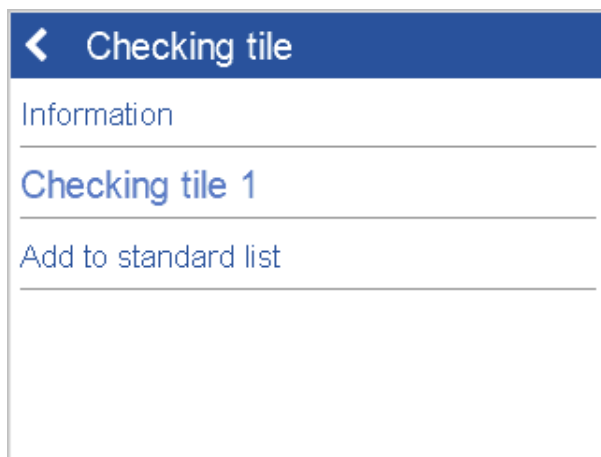 Checking tile
Information
Checking tile 1
Add to standard list